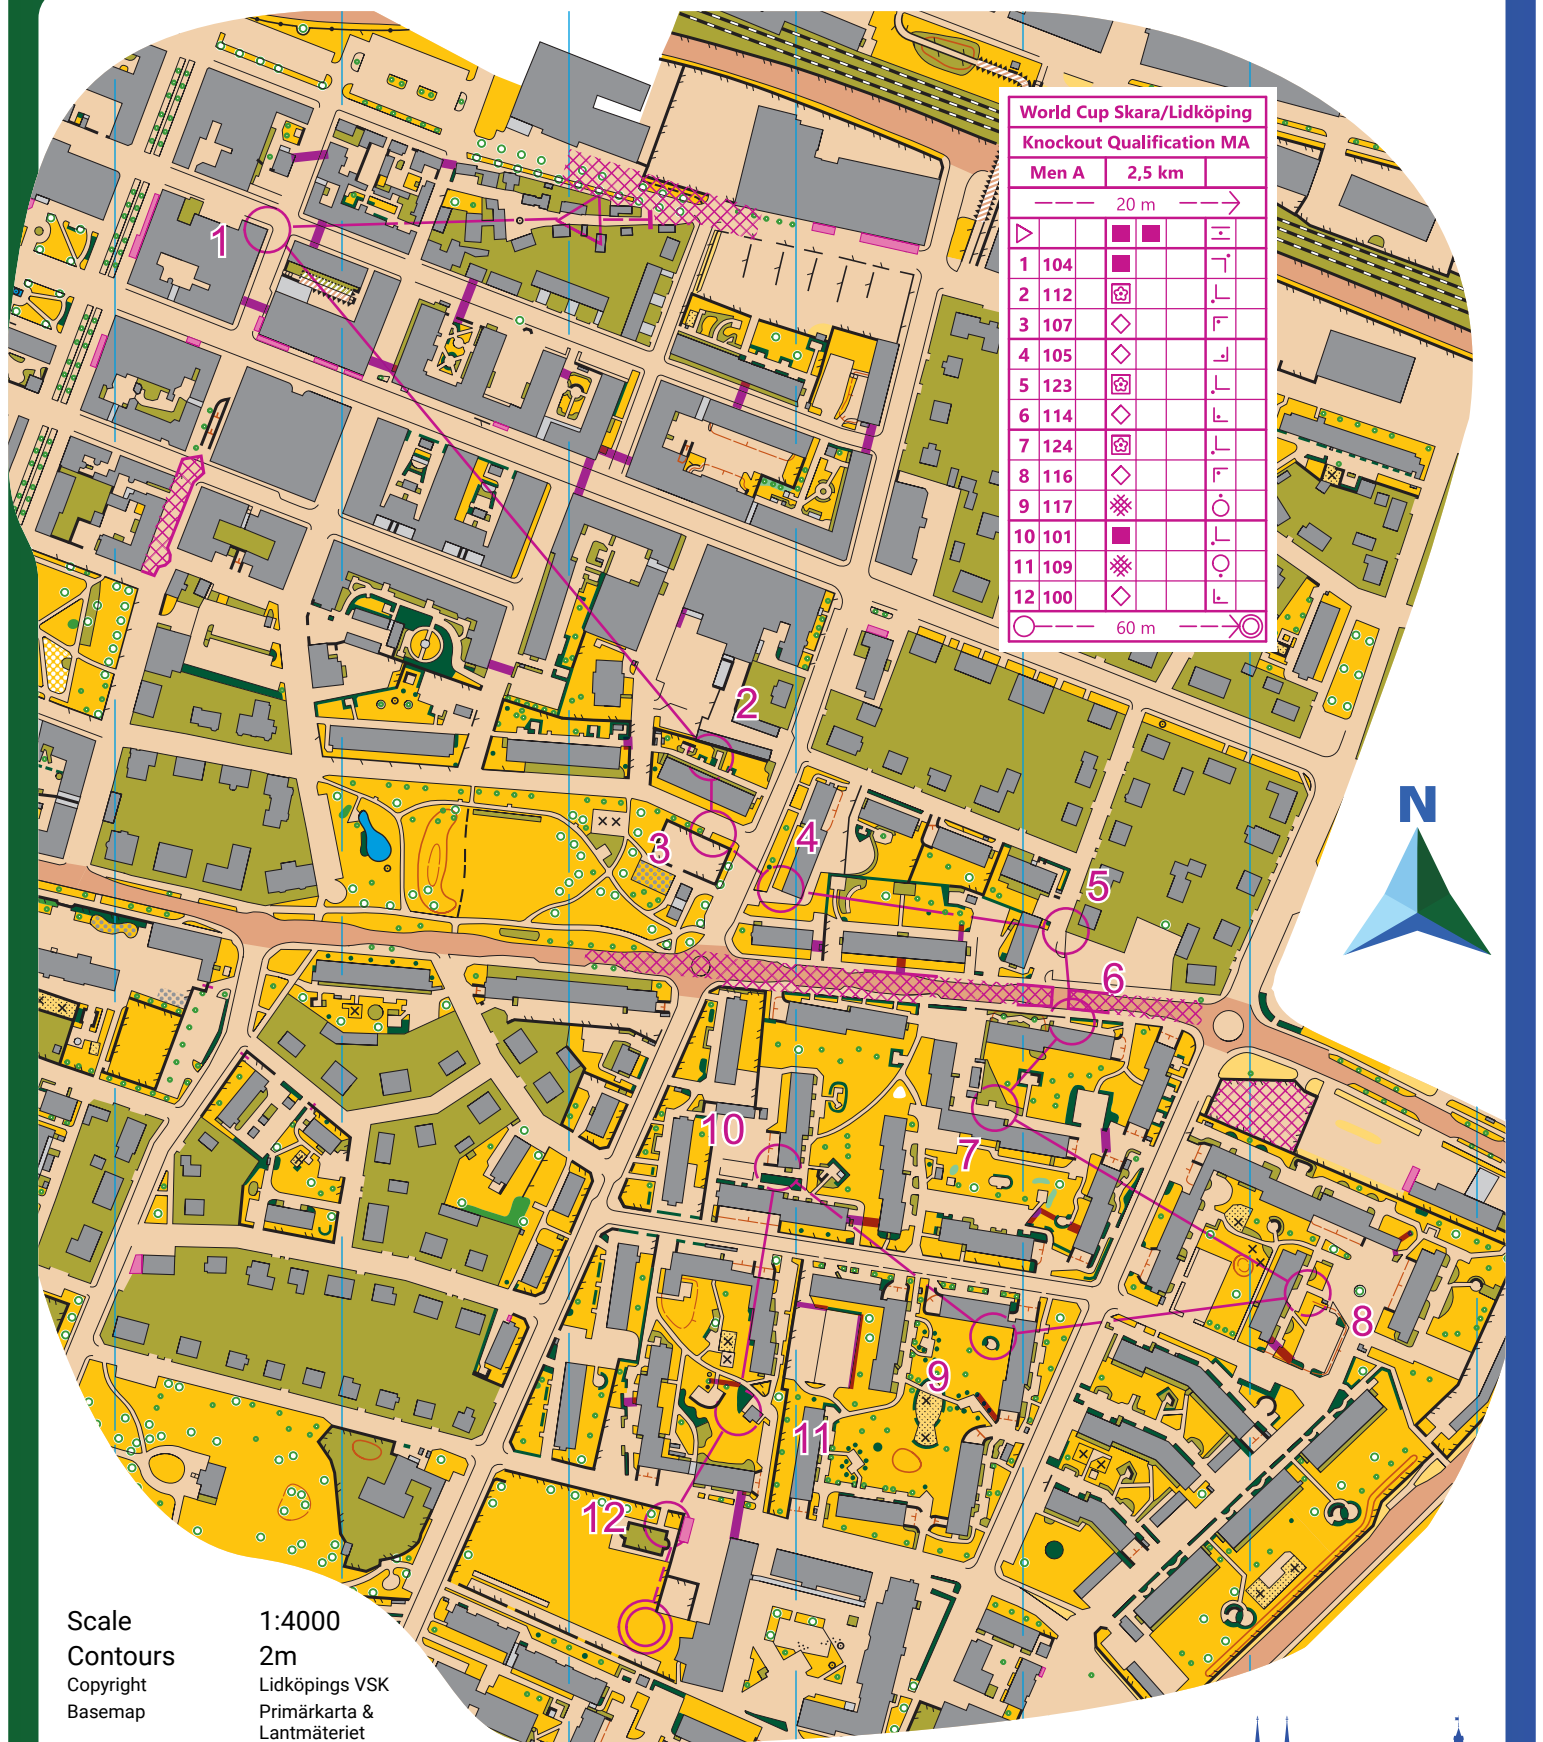 World Cup Skara/Lidköping
Knockout Qualification MA
Men A 2,5 km
20 m
1 104
2 112
3 107
4 105
5 123
6 114
7 124
8 116
9 117
10 101
11 109
12 100
60 m
1
2
3
4
5
6
7
8
9
10
11
12
N
Scale 1:4000
Contours 2m
Copyright Lidköpings VSK
Basemap Primärkarta &
Lantmäteriet